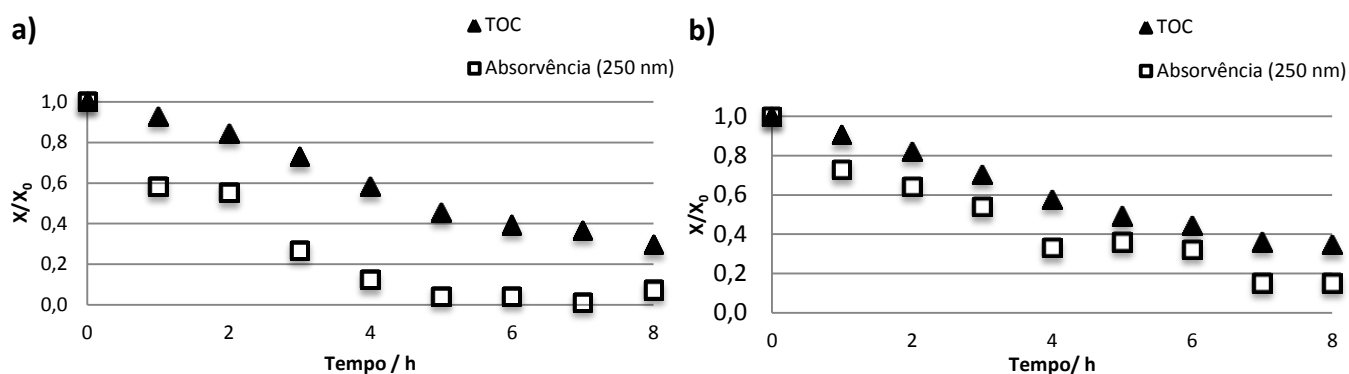 a)
TOC
Absorvência (250 nm)
1,0
0,8
0,6
0,4
0,2
0,0
X/X0
0
2
4
6
8
Tempo / h
b)
TOC
Absorvência (250 nm)
1,0
0,8
0,6
0,4
0,2
0,0
X/X0
0
2
4
6
8
Tempo/ h